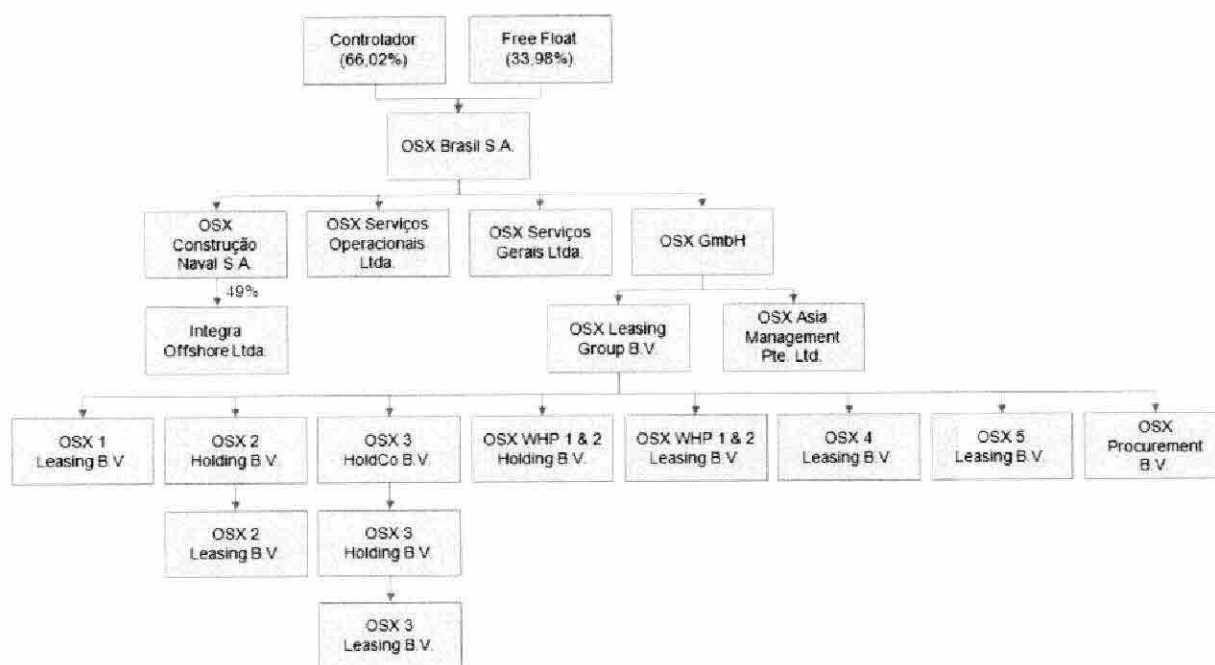 Controlador
(66,02%)
Free Float
(33,98%)
OSX Brasil S.A.
OSX
Construção
Naval S.A.
OSX Serviços
Operacionais
Ltda.
OSX Serviços
Gerais Ltda.
OSX GmbH
49%
Integra
Offshore Ltda.
OSX Leasing
Group B.V.
OSX Asia
Management
Pte. Ltd.
OSX 1
Leasing B.V.
OSX 2
Holding B.V.
OSX 3
HoldCo B.V.
OSX WHP 1 & 2
Holding B.V.
OSX WHP 1 & 2
Leasing B.V.
OSX 4
Leasing B.V.
OSX 5
Leasing B.V.
OSX
Procurement
B.V.
OSX 2
Leasing B.V.
OSX 3
Holding B.V.
OSX 3
Leasing B.V.